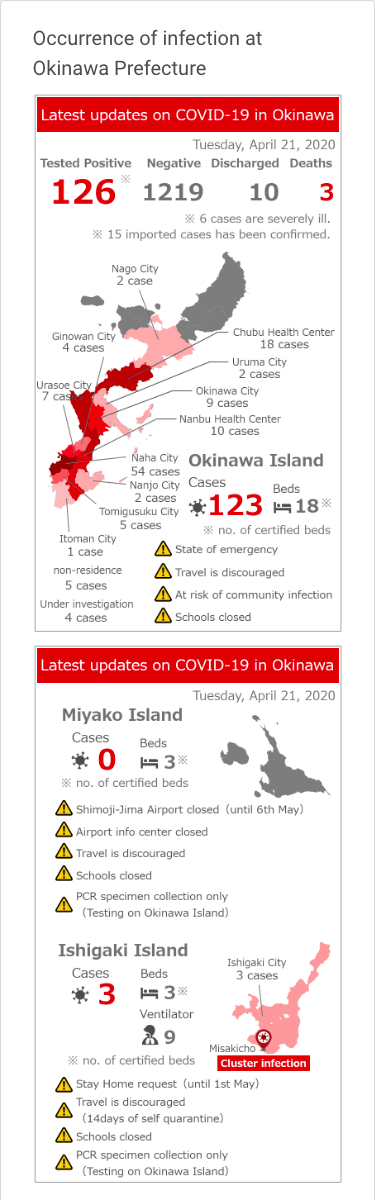 Occurrence of infection at
Okinawa Prefecture
Latest updates on COVID-19 in Okinawa
Tuesday, April 21, 2020
Tested Positive Negative Discharged Deaths
126※ 1219 10 3
※ 6 cases are severely ill.
※ 15 imported cases has been confirmed.
Nago City
2 case
Ginowan City
4 cases
Chubu Health Center
18 cases
Uruma City
2 cases
Urasoe City
7 cases
Okinawa City
9 cases
Nanbu Health Center
10 cases
Naha City
54 cases
Nanjo City
2 cases
Tomigusuku City
5 cases
Itoman City
1 case
non-residence
5 cases
Under investigation
4 cases
Okinawa Island
Cases Beds
123 18※
※ no. of certified beds
State of emergency
Travel is discouraged
At risk of community infection
Schools closed
Latest updates on COVID-19 in Okinawa
Tuesday, April 21, 2020
Miyako Island
Cases Beds
0 3※
※ no. of certified beds
Shimoji-Jima Airport closed（until 6th May）
Airport info center closed
Travel is discouraged
Schools closed
PCR specimen collection only
（Testing on Okinawa Island）
Ishigaki Island
Cases Beds
3 3※
Ventilator
9
※ no. of certified beds
Ishigaki City
3 cases
Misakicho
Cluster infection
Stay Home request（until 1st May）
Travel is discouraged
（14days of self quarantine）
Schools closed
PCR specimen collection only
（Testing on Okinawa Island）